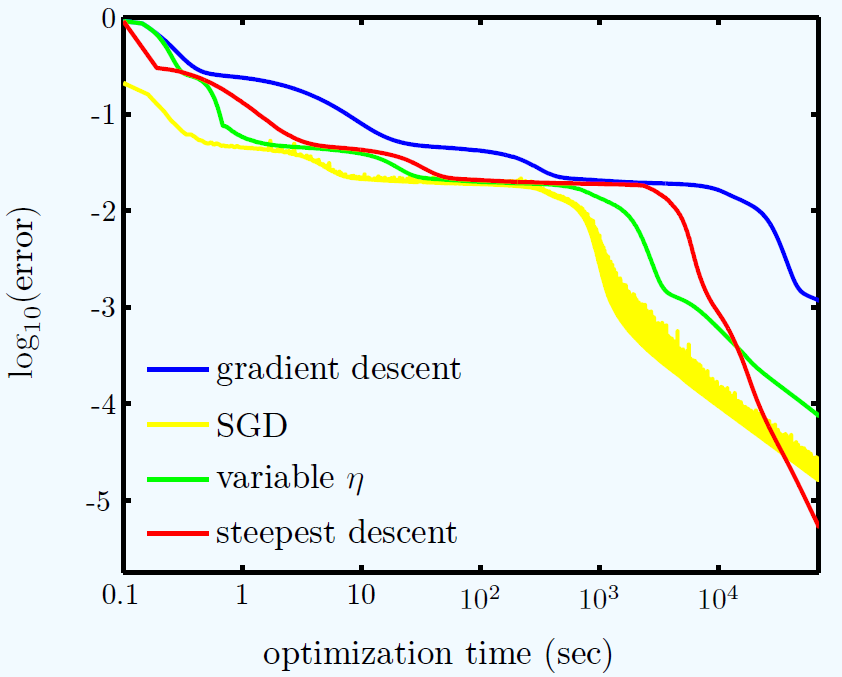 0
-1
-2
-3
-4
-5
log₁₀(error)
gradient descent
SGD
variable η
steepest descent
0.1 1 10 10² 10³ 10⁴
optimization time (sec)